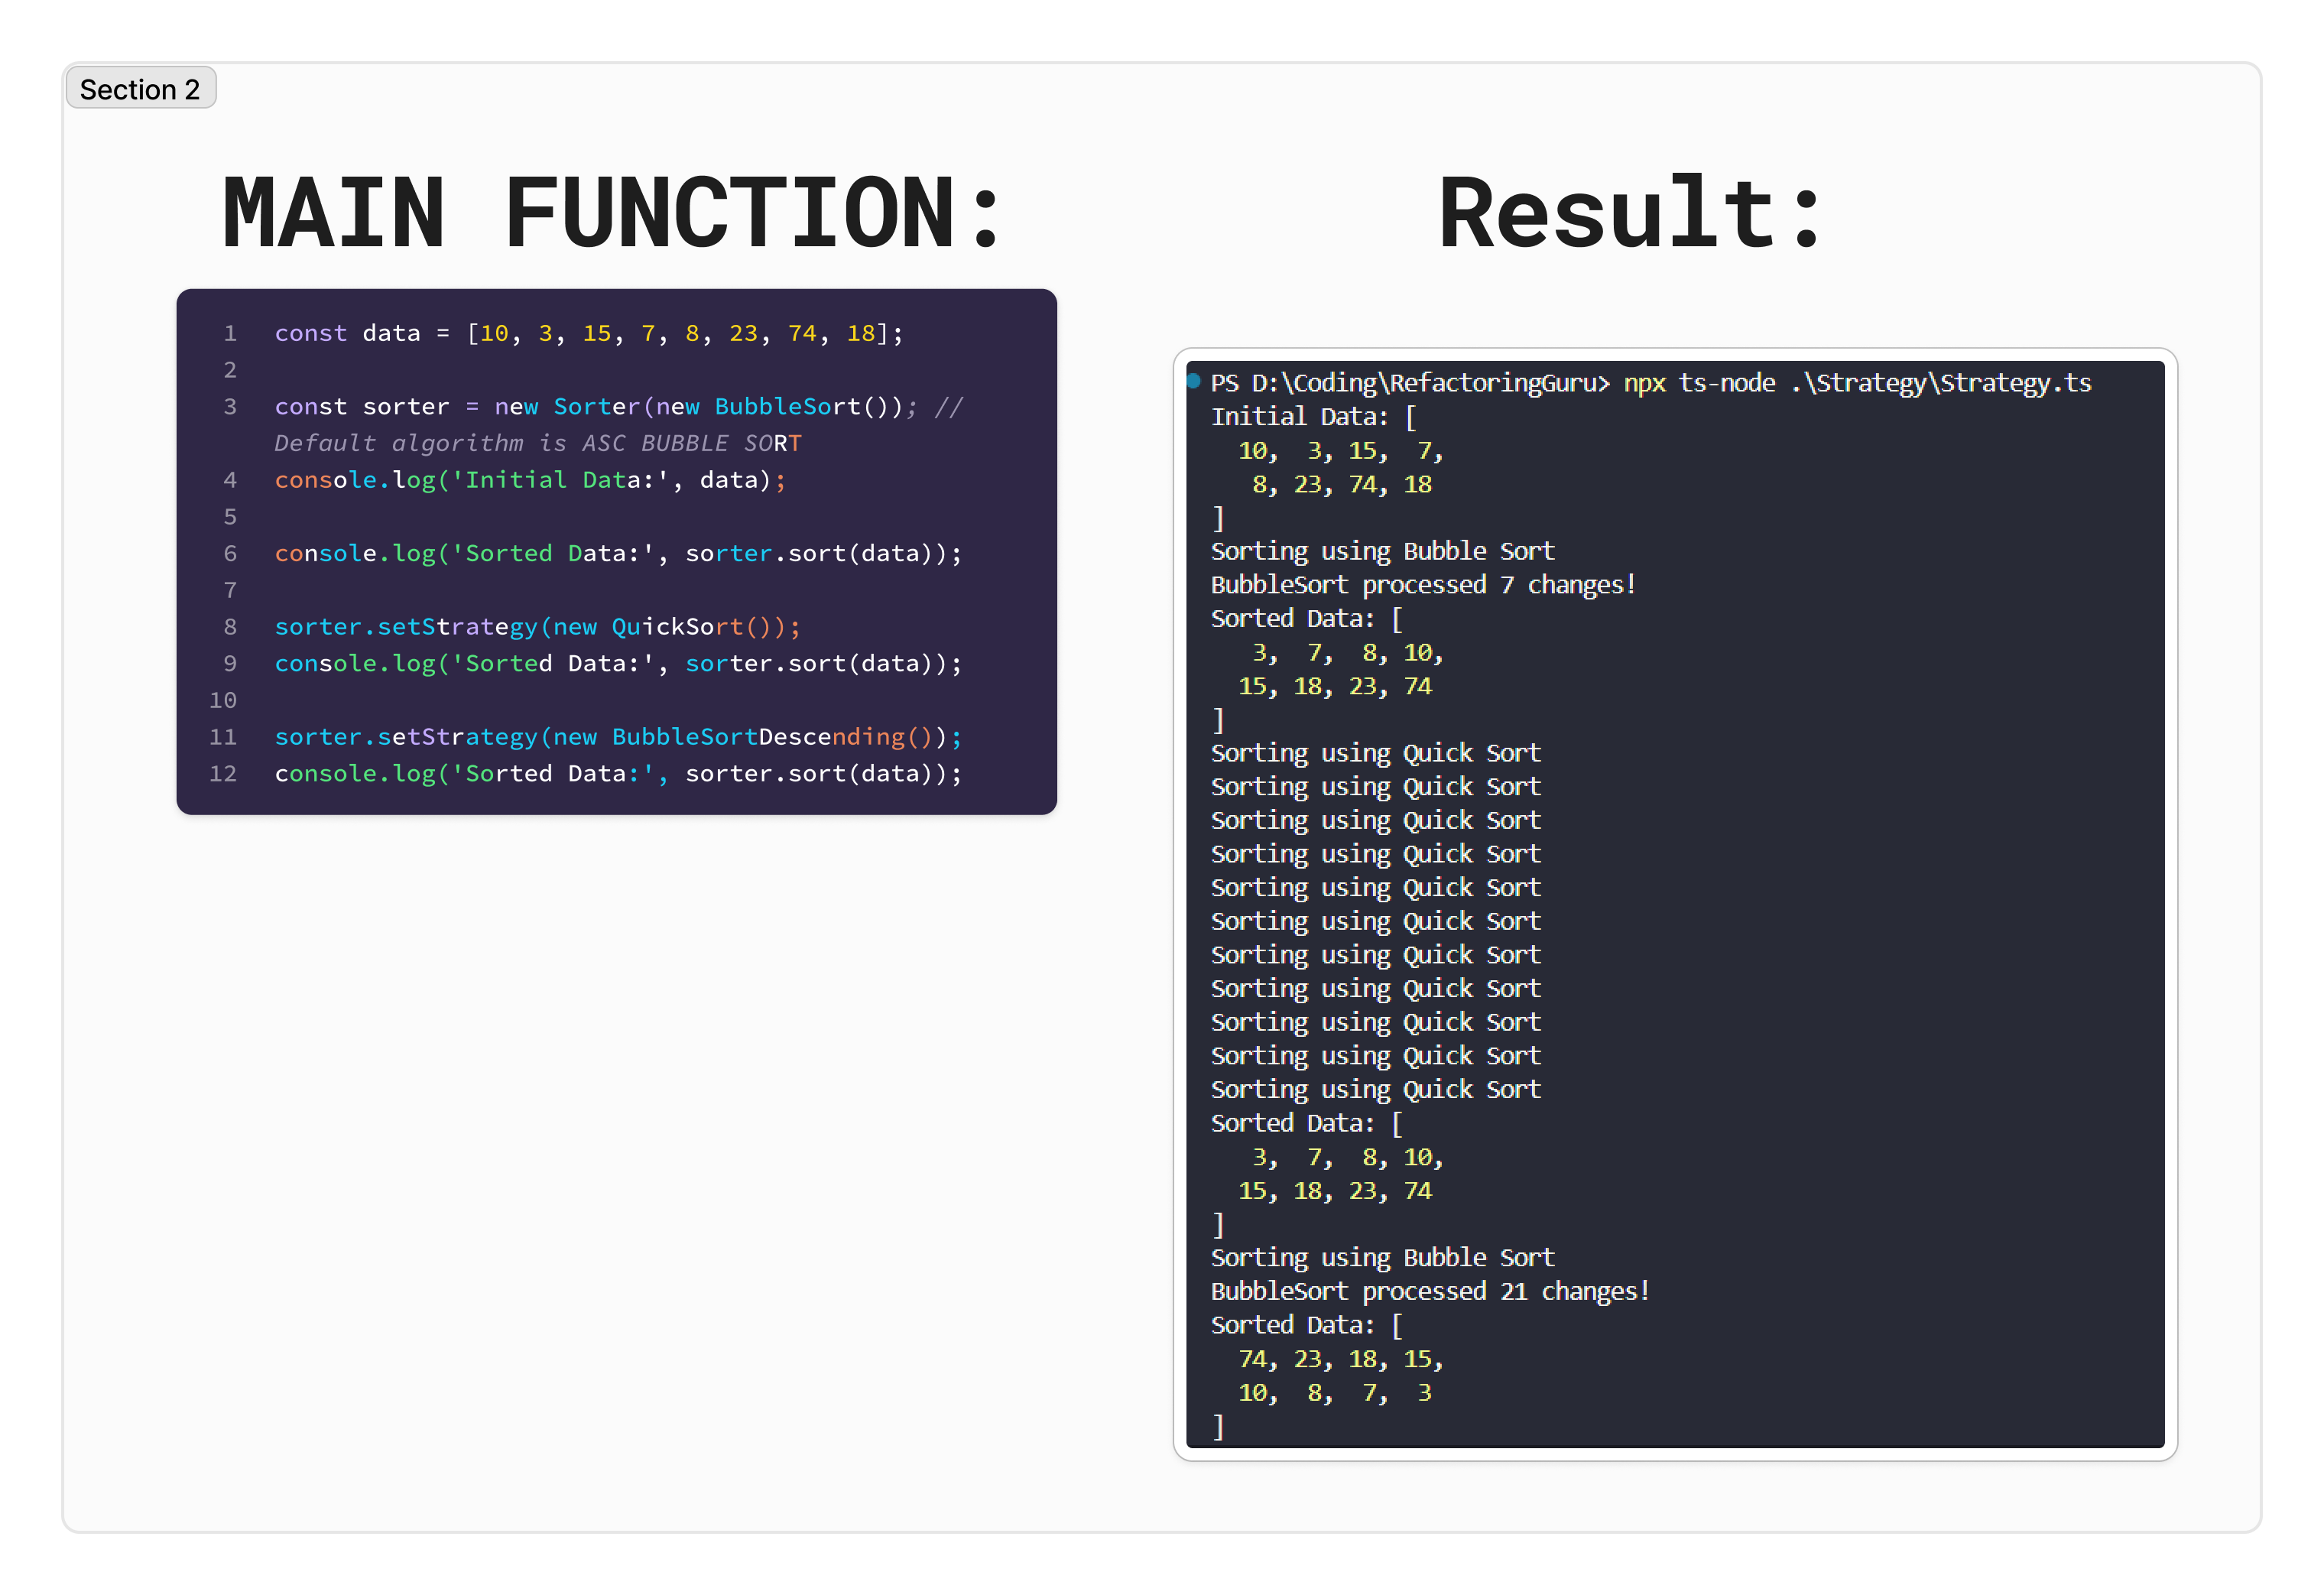 Section 2
MAIN FUNCTION:
1 const data = [10, 3, 15, 7, 8, 23, 74, 18];
2
3 const sorter = new Sorter(new BubbleSort()); //
Default algorithm is ASC BUBBLE SORT
4 console.log('Initial Data:', data);
5
6 console.log('Sorted Data:', sorter.sort(data));
7
8 sorter.setStrategy(new QuickSort());
9 console.log('Sorted Data:', sorter.sort(data));
10
11 sorter.setStrategy(new BubbleSortDescending());
12 console.log('Sorted Data:', sorter.sort(data));
Result:
PS D:\Coding\RefactoringGuru> npx ts-node .\Strategy\Strategy.ts
Initial Data: [
  10,  3, 15,  7,
   8, 23, 74, 18
]
Sorting using Bubble Sort
BubbleSort processed 7 changes!
Sorted Data: [
   3,  7,  8, 10,
  15, 18, 23, 74
]
Sorting using Quick Sort
Sorting using Quick Sort
Sorting using Quick Sort
Sorting using Quick Sort
Sorting using Quick Sort
Sorting using Quick Sort
Sorting using Quick Sort
Sorting using Quick Sort
Sorting using Quick Sort
Sorting using Quick Sort
Sorting using Quick Sort
Sorted Data: [
   3,  7,  8, 10,
  15, 18, 23, 74
]
Sorting using Bubble Sort
BubbleSort processed 21 changes!
Sorted Data: [
  74, 23, 18, 15,
  10,  8,  7,  3
]